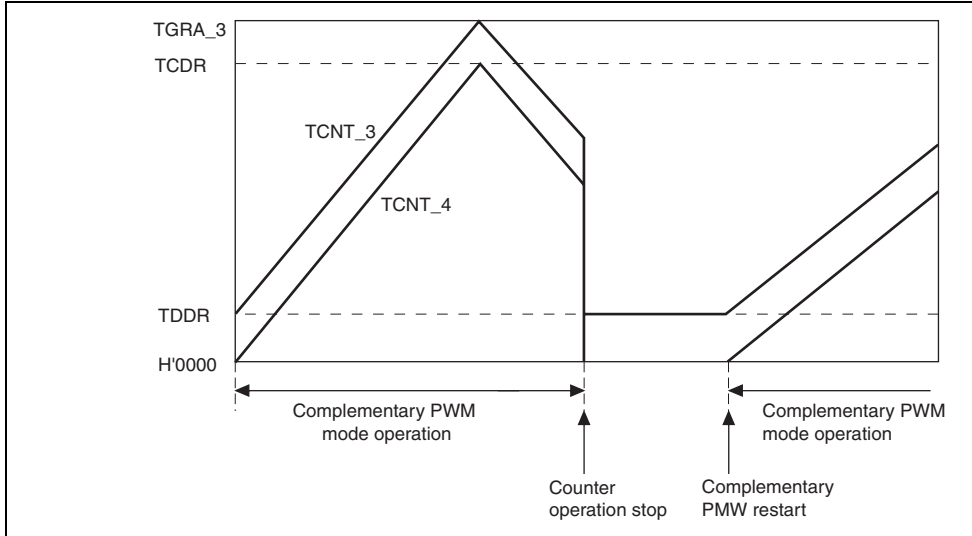 TGRA_3
TCDR
TCNT_3
TCNT_4
TDDR
H'0000
Complementary PWM
mode operation
Complementary PWM
mode operation
Counter
operation stop
Complementary
PMW restart